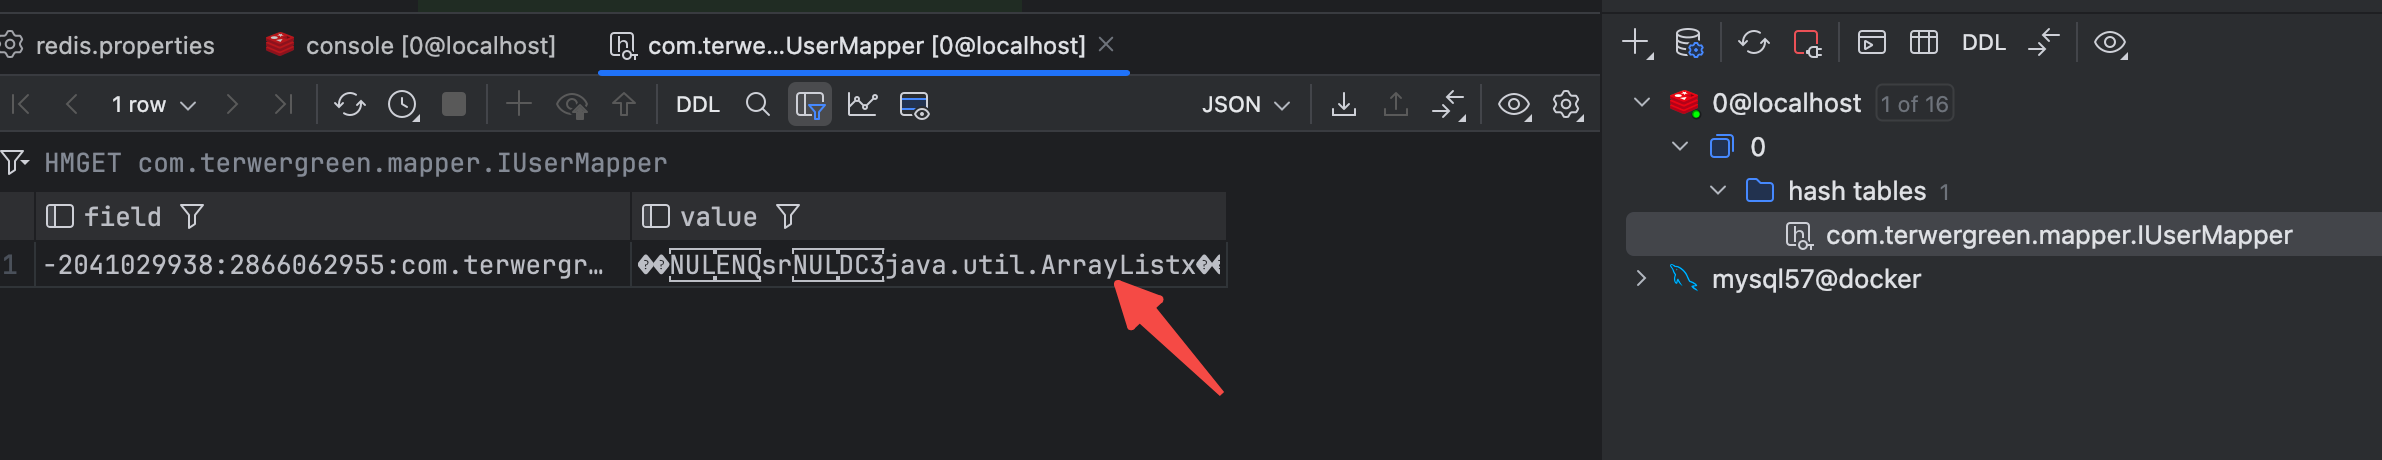 redis.properties
console [0@localhost]
com.terwe...UserMapper [0@localhost]
1 row
DDL
JSON
HMGET com.terwergreen.mapper.IUserMapper
field
value
1
-2041029938:2866062955:com.terwergr…
��NULENQsrNULDC3java.util.ArrayListx�
DDL
0@localhost 1 of 16
0
hash tables 1
com.terwergreen.mapper.IUserMapper
mysql57@docker